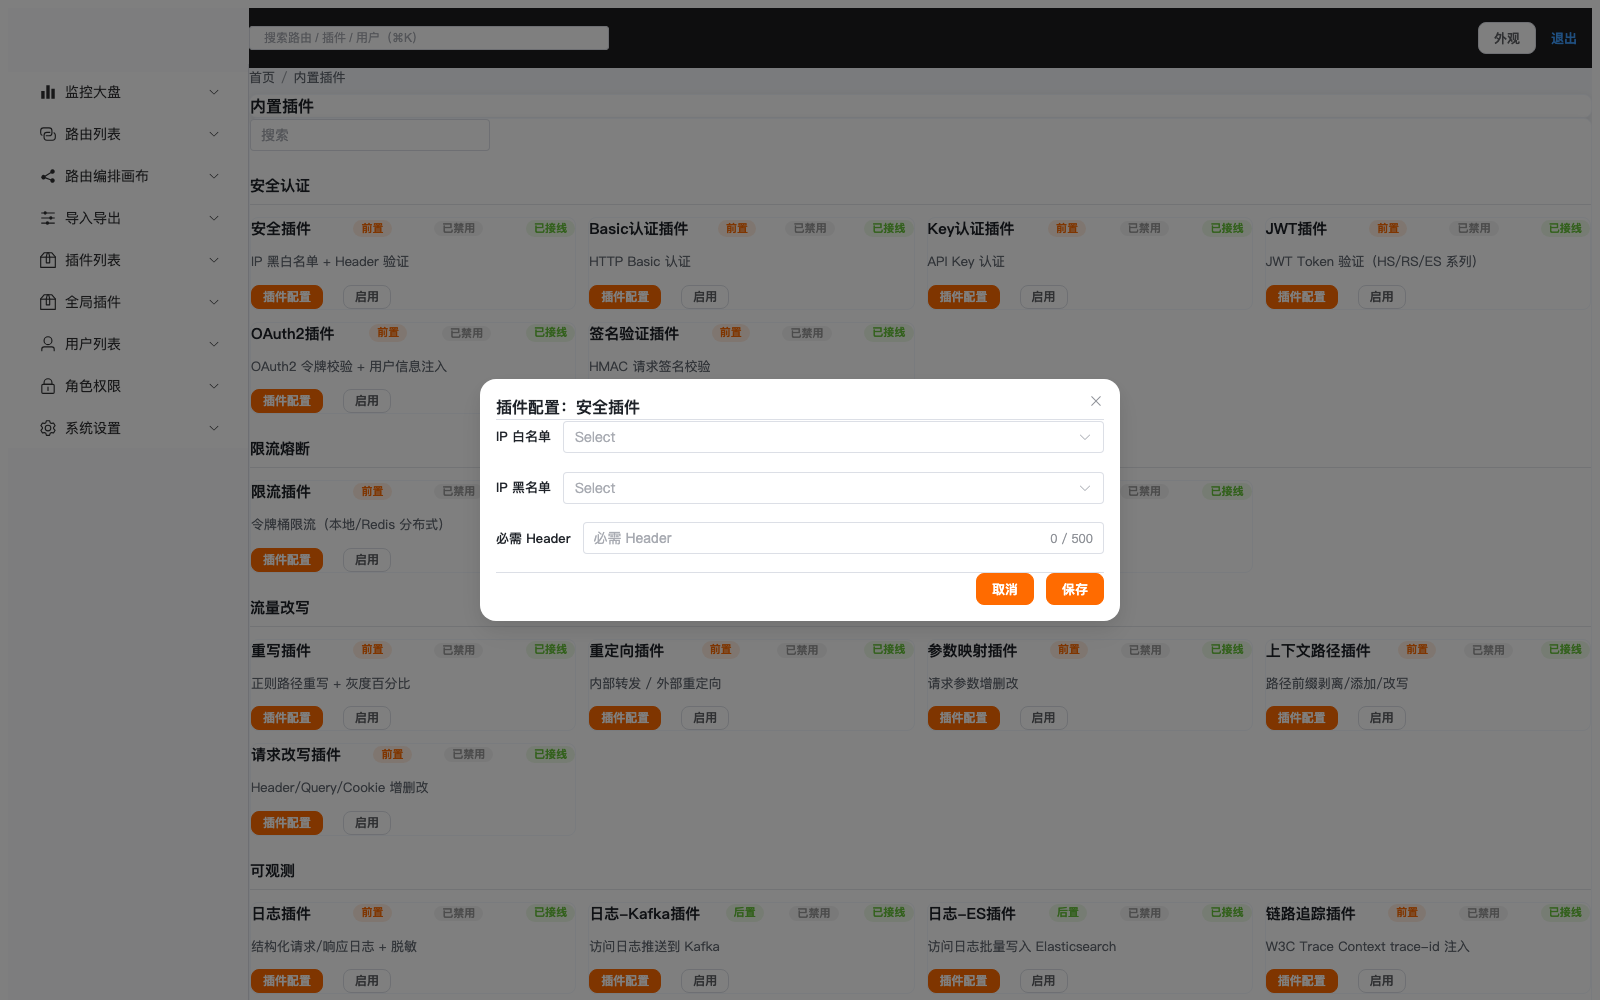 搜索路由 / 插件 / 用户（⌘K）
外观
退出
监控大盘
路由列表
路由编排画布
导入导出
插件列表
全局插件
用户列表
角色权限
系统设置
首页 / 内置插件
内置插件
搜索
安全认证
安全插件 前置 已禁用 已接线
IP 黑白名单 + Header 验证
插件配置 启用
Basic认证插件 前置 已禁用 已接线
HTTP Basic 认证
插件配置 启用
Key认证插件 前置 已禁用 已接线
API Key 认证
插件配置 启用
JWT插件 前置 已禁用 已接线
JWT Token 验证（HS/RS/ES 系列）
插件配置 启用
OAuth2插件 前置 已禁用 已接线
OAuth2 令牌校验 + 用户信息注入
插件配置 启用
签名验证插件 前置 已禁用 已接线
HMAC 请求签名校验
插件配置：安全插件
IP 白名单 Select
IP 黑名单 Select
必需 Header 必需 Header 0 / 500
取消 保存
限流熔断
限流插件 前置 已禁用
令牌桶限流（本地/Redis 分布式）
插件配置 启用
已禁用 已接线
流量改写
重写插件 前置 已禁用 已接线
正则路径重写 + 灰度百分比
插件配置 启用
重定向插件 前置 已禁用 已接线
内部转发 / 外部重定向
插件配置 启用
参数映射插件 前置 已禁用 已接线
请求参数增删改
插件配置 启用
上下文路径插件 前置 已禁用 已接线
路径前缀剥离/添加/改写
插件配置 启用
请求改写插件 前置 已禁用 已接线
Header/Query/Cookie 增删改
插件配置 启用
可观测
日志插件 前置 已禁用 已接线
结构化请求/响应日志 + 脱敏
插件配置 启用
日志-Kafka插件 后置 已禁用 已接线
访问日志推送到 Kafka
插件配置 启用
日志-ES插件 后置 已禁用 已接线
访问日志批量写入 Elasticsearch
插件配置 启用
链路追踪插件 前置 已禁用 已接线
W3C Trace Context trace-id 注入
插件配置 启用